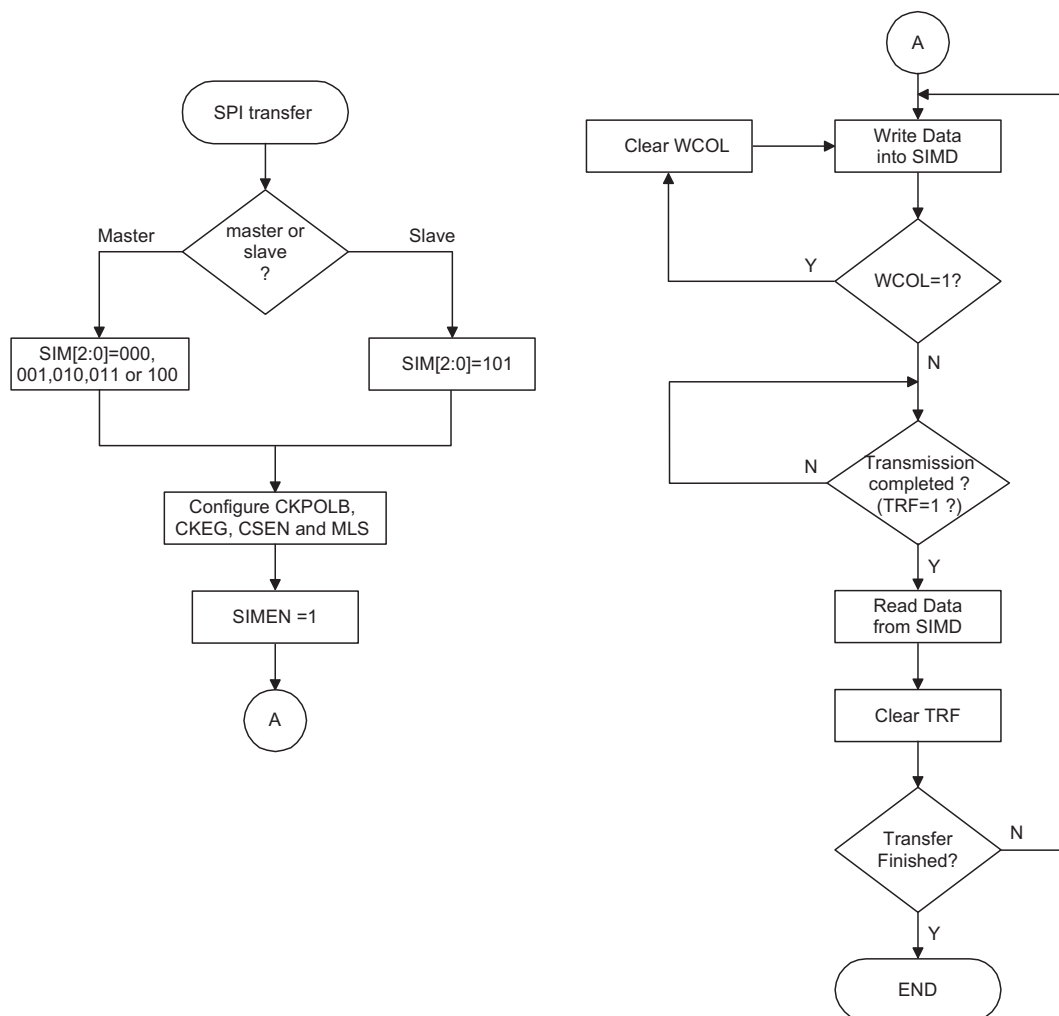 SPI transfer
master or
slave
?
Master
Slave
SIM[2:0]=000,
001,010,011 or 100
SIM[2:0]=101
Configure CKPOLB,
CKEG, CSEN and MLS
SIMEN =1
A
A
Write Data
into SIMD
Clear WCOL
WCOL=1?
Y
N
Transmission
completed ?
(TRF=1 ?)
N
Y
Read Data
from SIMD
Clear TRF
Transfer
Finished?
N
Y
END